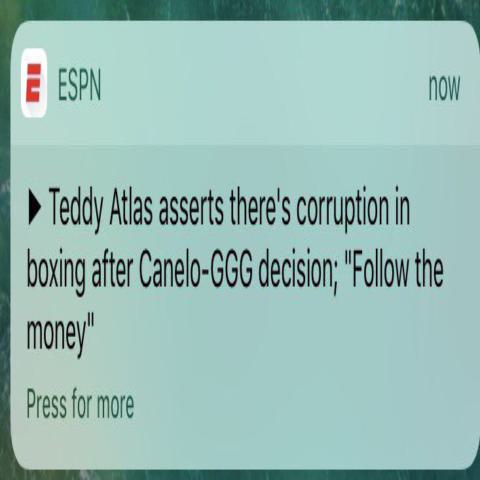 ESPN now
▶ Teddy Atlas asserts there's corruption in
boxing after Canelo-GGG decision; "Follow the
money"
Press for more